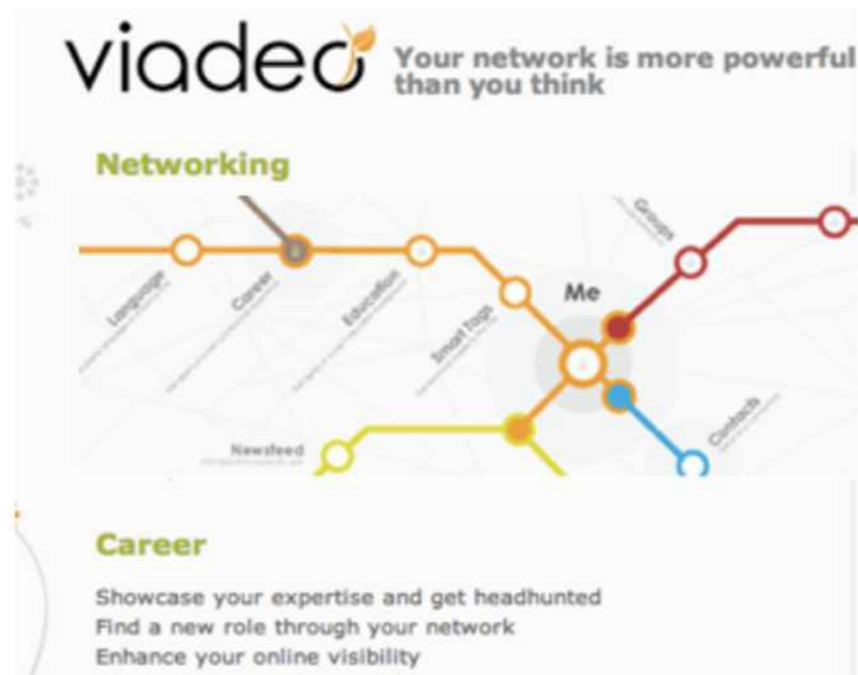 viadeo
Your network is more powerful
than you think
Networking
Groups
Me
Language
Career
Education
Smart Tags
Contacts
Newsfeed
Career
Showcase your expertise and get headhunted
Find a new role through your network
Enhance your online visibility